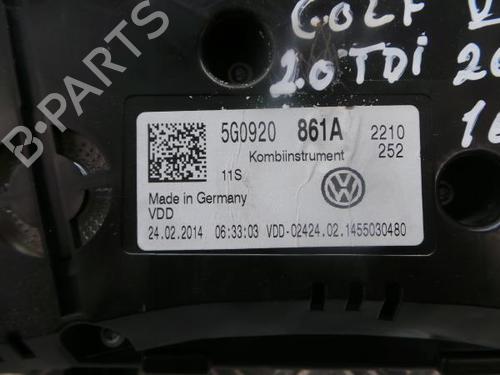 GOLF
2.0TDI
5G0920 861A 2210
Kombiinstrument 252
11S
Made in Germany
VDD
24.02.2014 06:33:03 VDD-02424.02.1455030480
B-PARTS
B-PARTS